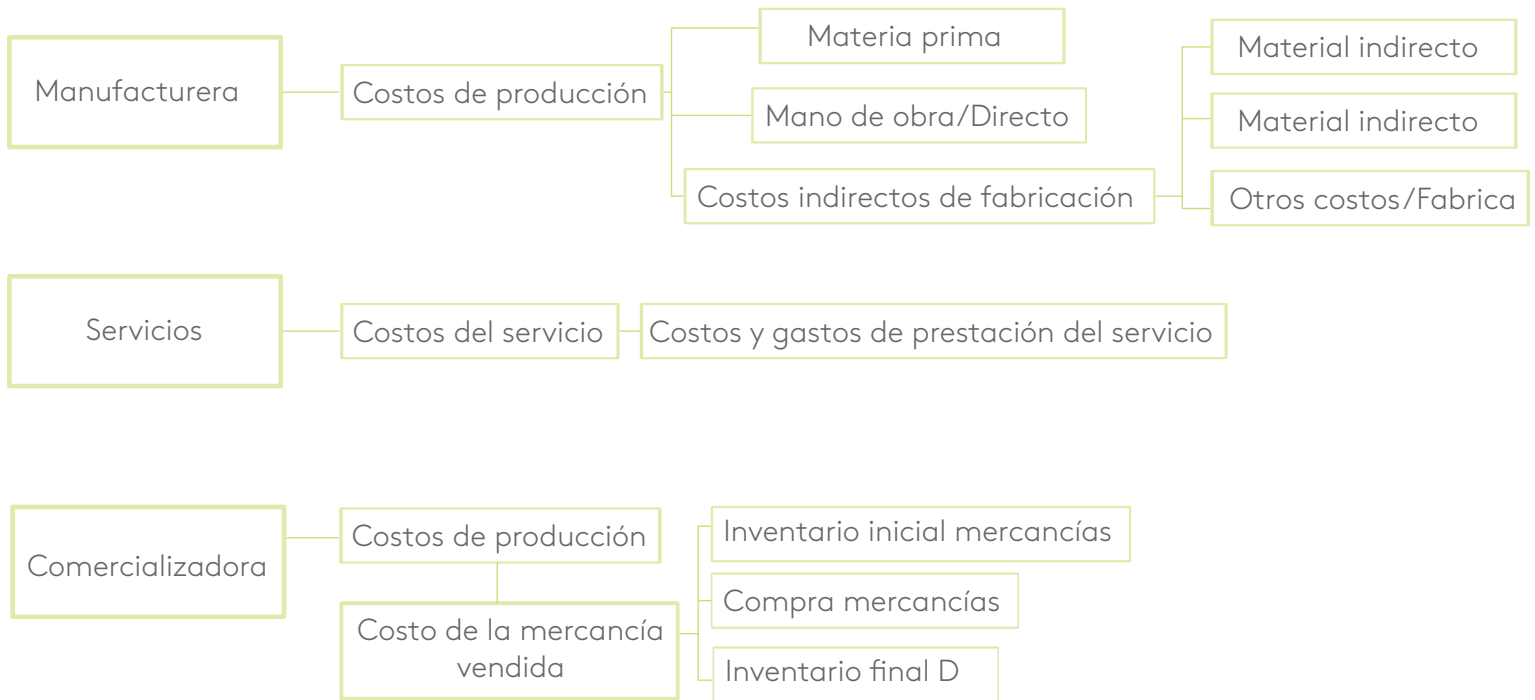 Manufacturera
Costos de producción
Materia prima
Mano de obra/Directo
Costos indirectos de fabricación
Material indirecto
Material indirecto
Otros costos/Fabrica
Servicios
Costos del servicio
Costos y gastos de prestación del servicio
Comercializadora
Costos de producción
Costo de la mercancía
vendida
Inventario inicial mercancías
Compra mercancías
Inventario final D